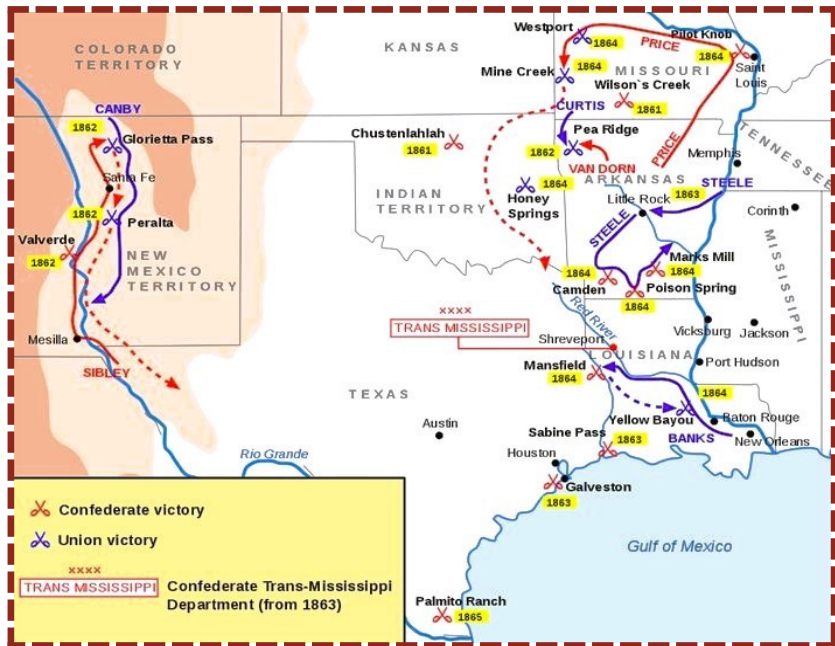 COLORADO
TERRITORY
KANSAS
Westport
1864
PRICE
Pilot Knob
1864
Saint
Louis
1864
Mine Creek
MISSOURI
Wilson`s Creek
1861
CANBY
1862
Glorietta Pass
Santa Fe
1862
Peralta
Valverde
1862
NEW
MEXICO
TERRITORY
Mesilla
SIBLEY
Chustenlahlah
1861
INDIAN
TERRITORY
CURTIS
Pea Ridge
1862
VAN DORN
PRICE
1864
Honey
Springs
ARKANSAS
Memphis
TENNESSEE
1863
STEELE
Little Rock
STEELE
Corinth
MISSISSIPPI
Marks Mill
1864
1864
Camden
Poison Spring
1864
Red River
xxxx
TRANS MISSISSIPPI
Shreveport
LOUISIANA
Vicksburg
Jackson
Mansfield
1864
Port Hudson
1864
TEXAS
Austin
Yellow Bayou
Baton Rouge
BANKS
New Orleans
Sabine Pass
1863
Houston
Galveston
1863
Rio Grande
Gulf of Mexico
Palmito Ranch
1865
Confederate victory
Union victory
xxxx
TRANS MISSISSIPPI
Confederate Trans-Mississippi
Department (from 1863)